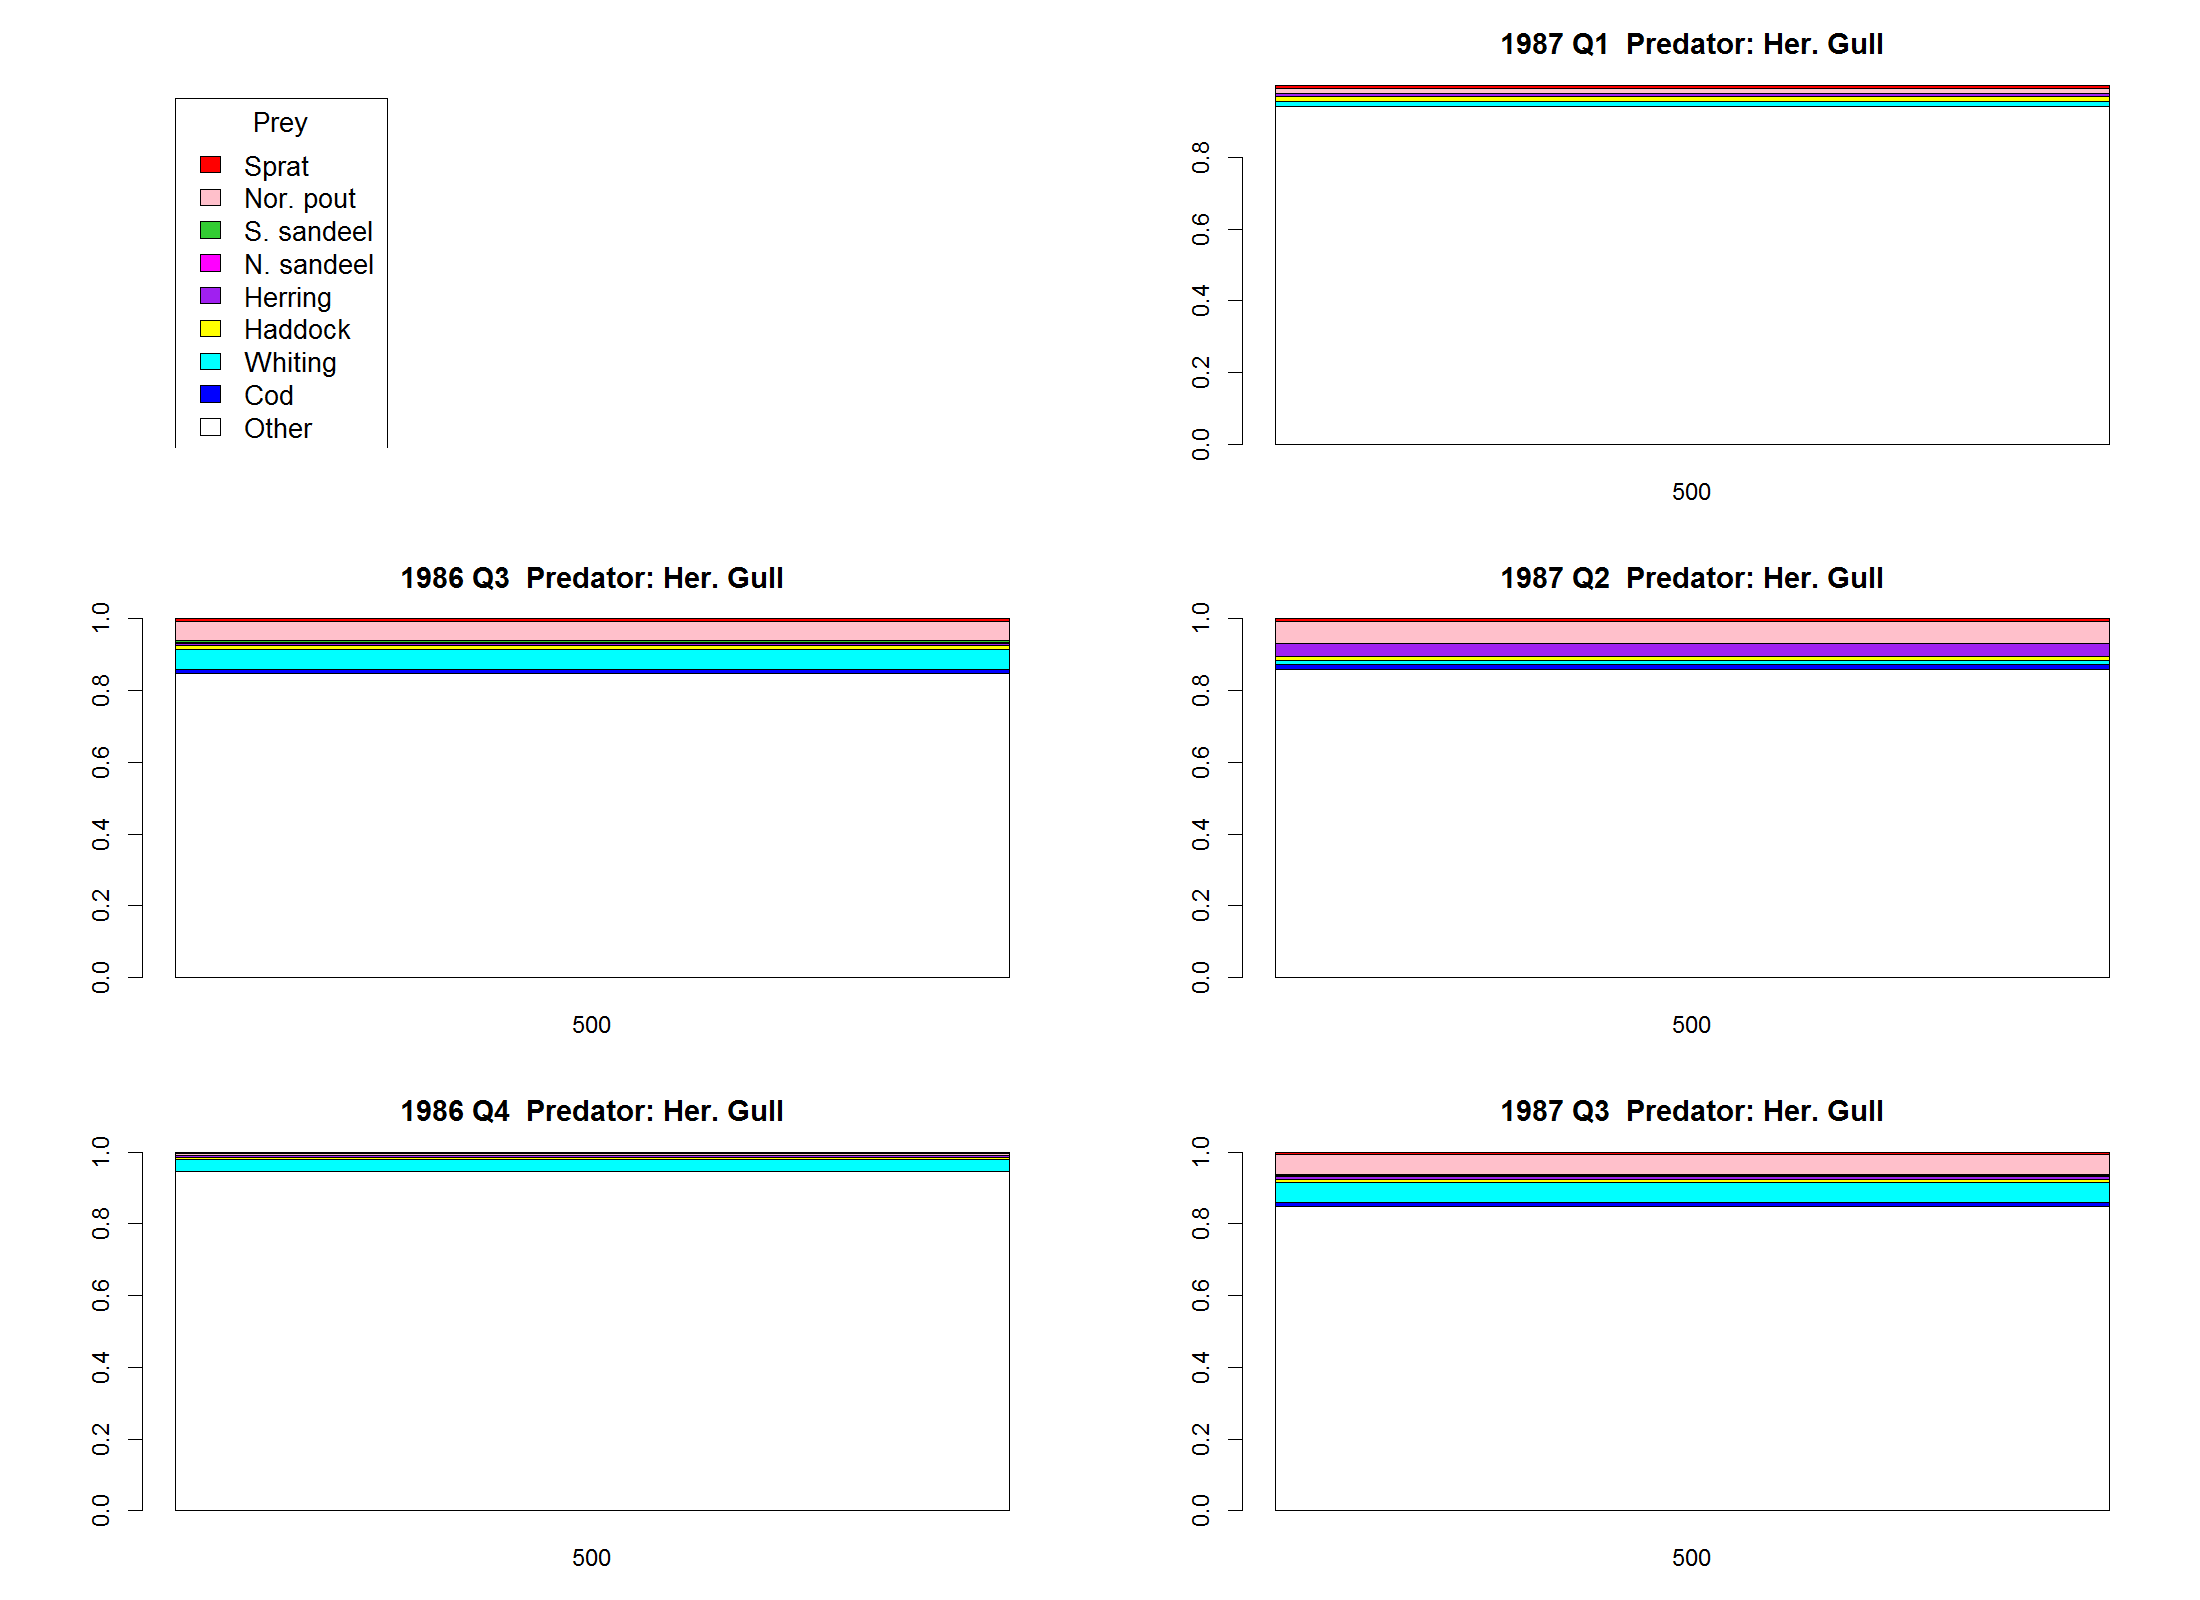 Prey
Sprat
Nor. pout
S. sandeel
N. sandeel
Herring
Haddock
Whiting
Cod
Other
1987 Q1  Predator: Her. Gull
0.8
0.6
0.4
0.2
0.0
500
1986 Q3  Predator: Her. Gull
1.0
0.8
0.6
0.4
0.2
0.0
500
1987 Q2  Predator: Her. Gull
1.0
0.8
0.6
0.4
0.2
0.0
500
1986 Q4  Predator: Her. Gull
1.0
0.8
0.6
0.4
0.2
0.0
500
1987 Q3  Predator: Her. Gull
1.0
0.8
0.6
0.4
0.2
0.0
500